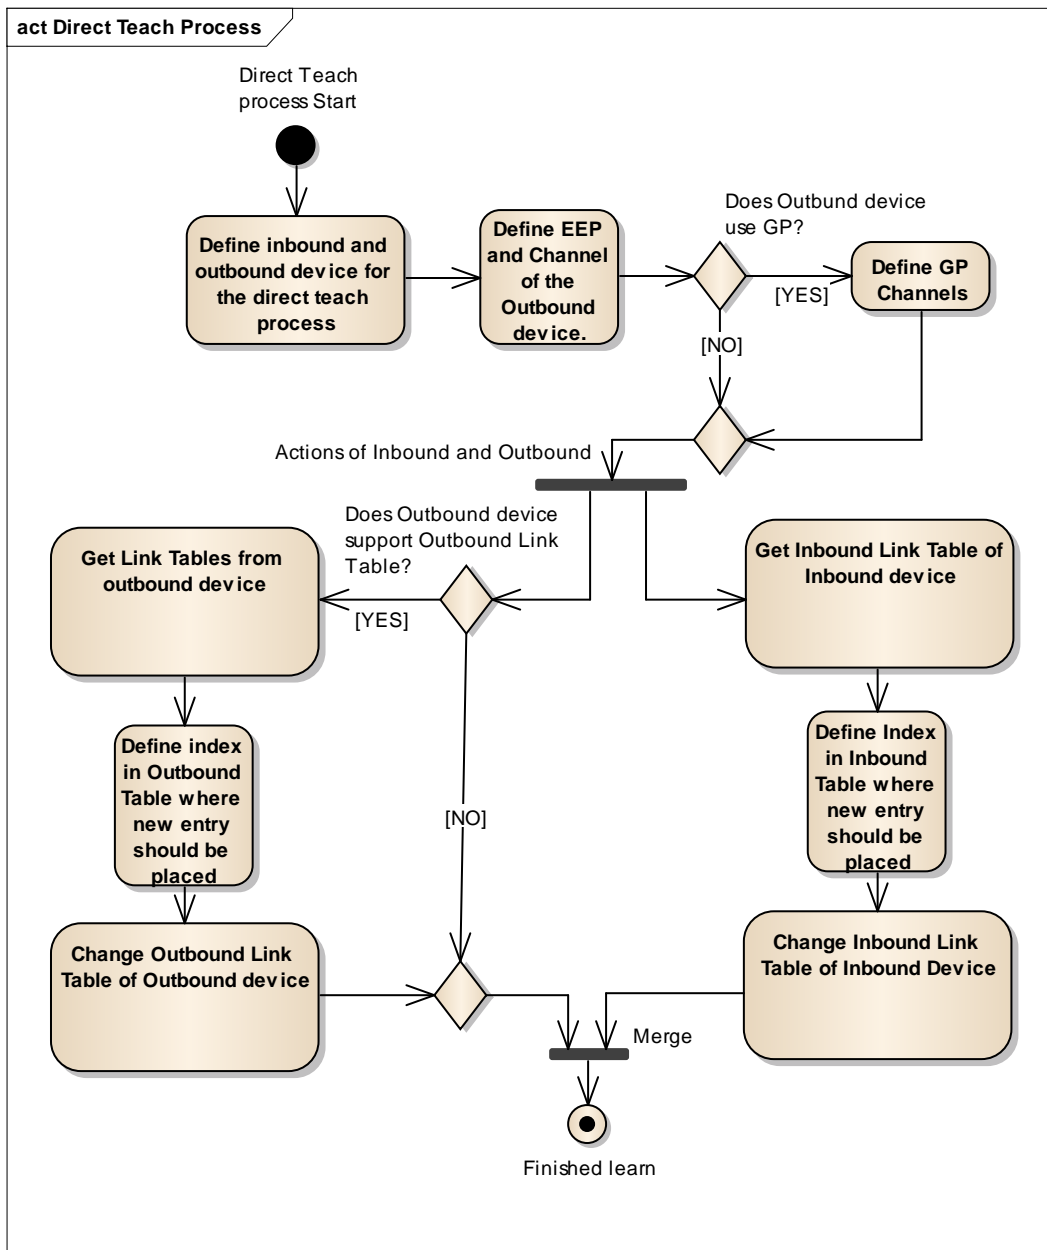 act Direct Teach Process
Direct Teach
process Start
Define inbound and
outbound device for
the direct teach
process
Define EEP
and Channel
of the
Outbound
device.
Does Outbund device
use GP?
[YES]
Define GP
Channels
[NO]
Actions of Inbound and Outbound
Does Outbound device
support Outbound Link
Table?
[YES]
Get Link Tables from
outbound device
Get Inbound Link Table of
Inbound device
Define index
in Outbound
Table where
new entry
should be
placed
[NO]
Define Index
in Inbound
Table where
new entry
should be
placed
Change Outbound Link
Table of Outbound device
Change Inbound Link
Table of Inbound Device
Merge
Finished learn